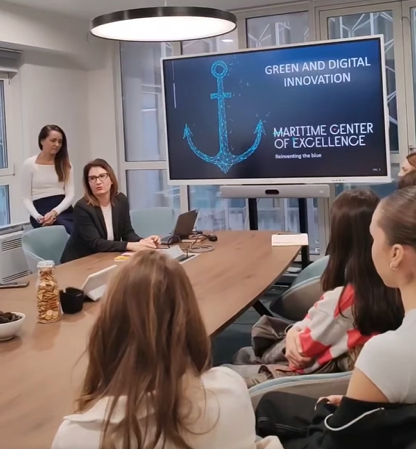 GREEN AND DIGITAL
INNOVATION
MARITIME CENTER
OF EXCELLENCE
Reinventing the blue